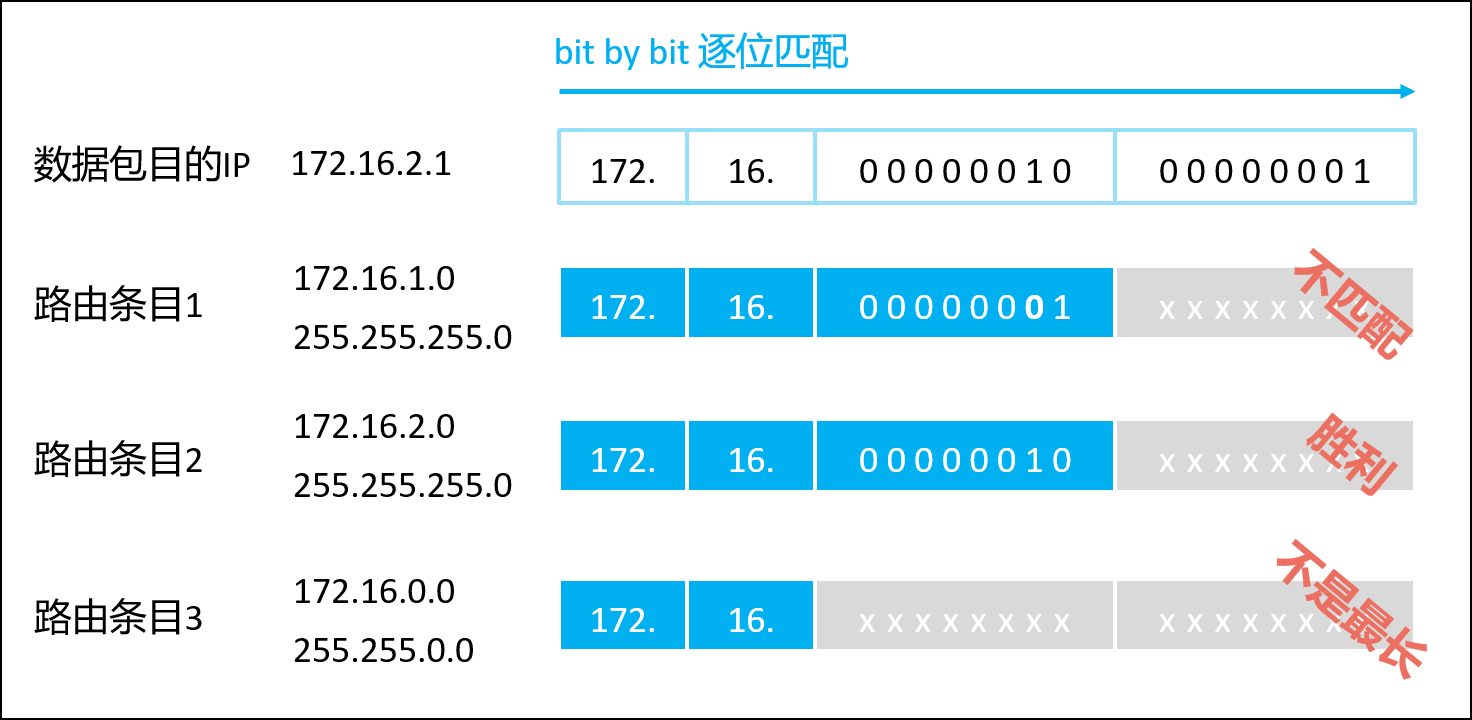 bit by bit 逐位匹配
数据包目的IP 172.16.2.1 172. 16. 0 0 0 0 0 0 1 0 0 0 0 0 0 0 0 1
路由条目1
172.16.1.0
255.255.255.0
172. 16. 0 0 0 0 0 0 0 1 x x x x x x x
不匹配
路由条目2
172.16.2.0
255.255.255.0
172. 16. 0 0 0 0 0 0 1 0 x x x x x x x
胜利
路由条目3
172.16.0.0
255.255.0.0
172. 16. x x x x x x x x x x x x x x x
不是最长